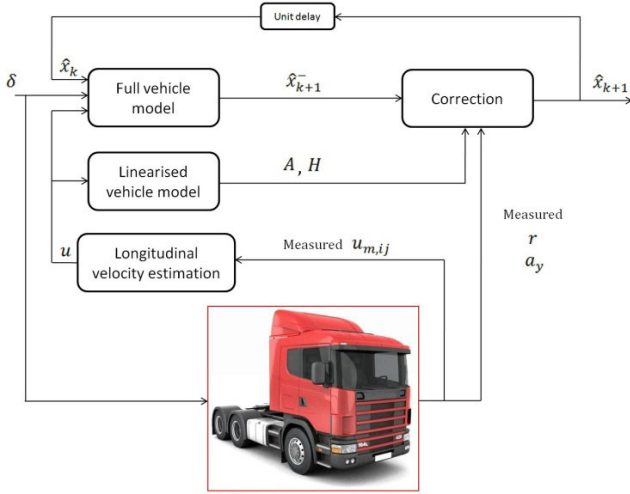 Unit delay
x̂ₖ
δ
Full vehicle
model
x̂⁻ₖ₊₁
Correction
x̂ₖ₊₁
Linearised
vehicle model
A , H
Measured
r
a_y
u
Longitudinal
velocity estimation
Measured u_{m,ij}